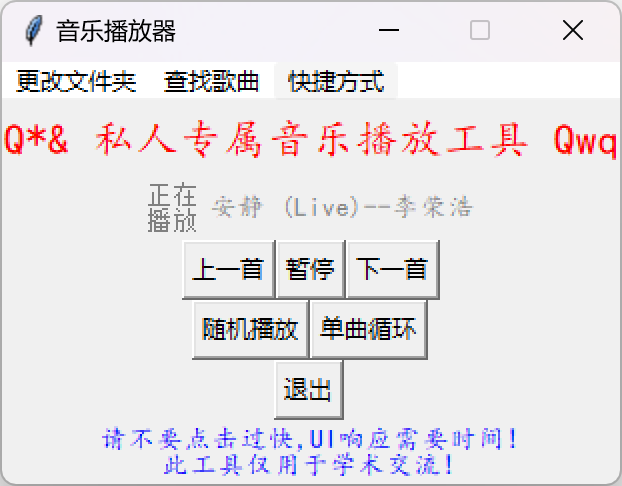 音乐播放器
更改文件夹 查找歌曲 快捷方式
Q*& 私人专属音乐播放工具 Qwq
正在
播放 安静 (Live)--李荣浩
上一首 暂停 下一首
随机播放 单曲循环
退出
请不要点击过快,UI响应需要时间!
此工具仅用于学术交流!